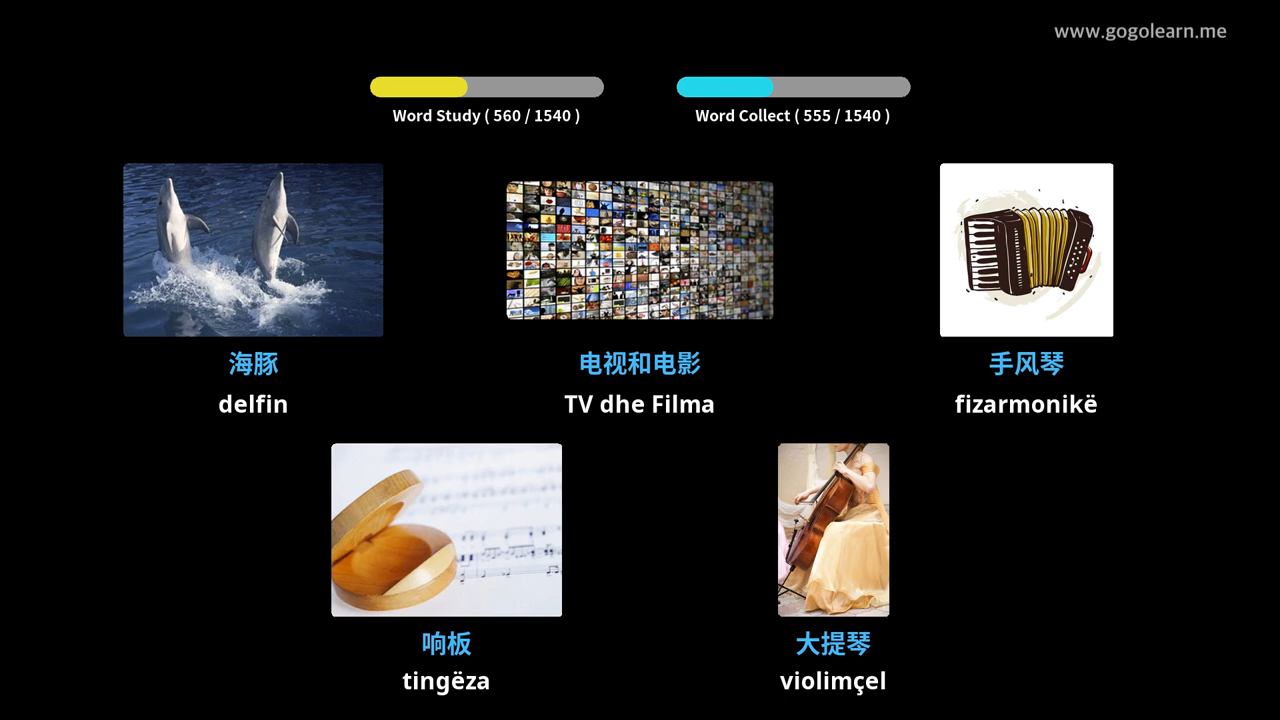 www.gogolearn.me
Word Study ( 560 / 1540 )
Word Collect ( 555 / 1540 )
海豚
电视和电影
手风琴
delfin
TV dhe Filma
fizarmonikë
响板
大提琴
tingëza
violimçel